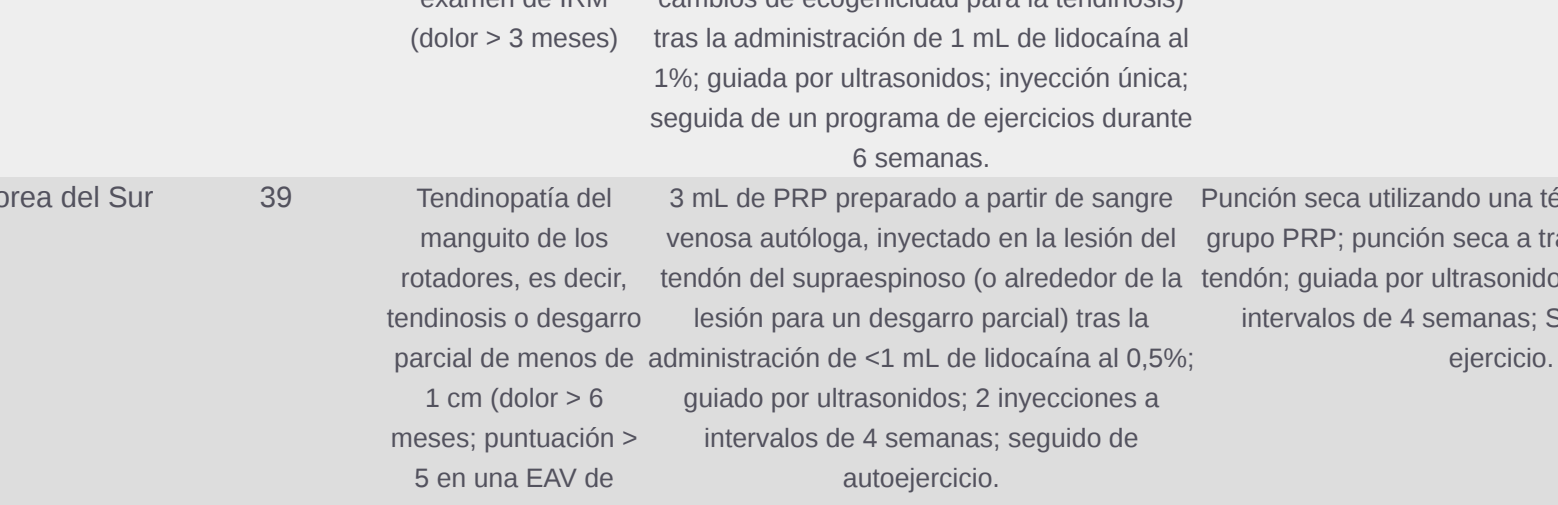 examen de IRM
(dolor > 3 meses)
cambios de ecogenicidad para la tendinosis)
tras la administración de 1 mL de lidocaína al
1%; guiada por ultrasonidos; inyección única;
seguida de un programa de ejercicios durante
6 semanas.
orea del Sur
39
Tendinopatía del
manguito de los
rotadores, es decir,
tendinosis o desgarro
parcial de menos de
1 cm (dolor > 6
meses; puntuación >
5 en una EAV de
3 mL de PRP preparado a partir de sangre
venosa autóloga, inyectado en la lesión del
tendón del supraespinoso (o alrededor de la
lesión para un desgarro parcial) tras la
administración de <1 mL de lidocaína al 0,5%;
guiado por ultrasonidos; 2 inyecciones a
intervalos de 4 semanas; seguido de
autoejercicio.
Punción seca utilizando una té
grupo PRP; punción seca a tra
tendón; guiada por ultrasonido
intervalos de 4 semanas; S
ejercicio.